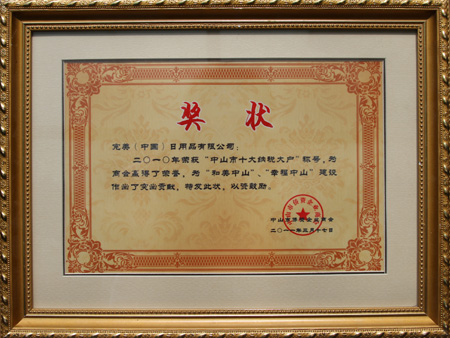 奖状
完美（中国）日用品有限公司：
二〇一〇年荣获“中山市十大纳税大户”称号，为
商会赢得了荣誉，为“和美中山”、“幸福中山”建设
作出了突出贡献，特发此状，以资鼓励。
中山市 企业商会
二〇一一年 月十七日